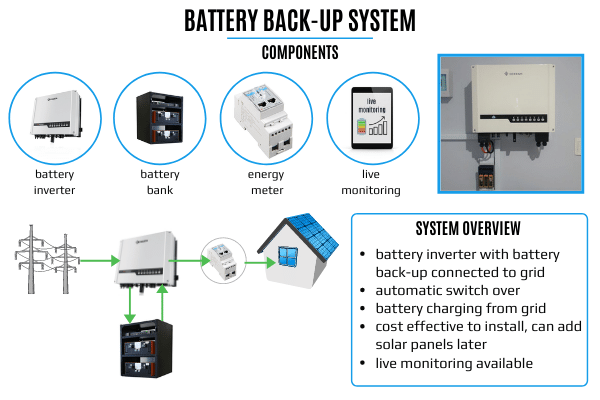 BATTERY BACK-UP SYSTEM
COMPONENTS
live
monitoring
battery
inverter
battery
bank
energy
meter
live
monitoring
SYSTEM OVERVIEW
• battery inverter with battery
back-up connected to grid
• automatic switch over
• battery charging from grid
• cost effective to install, can add
solar panels later
• live monitoring available